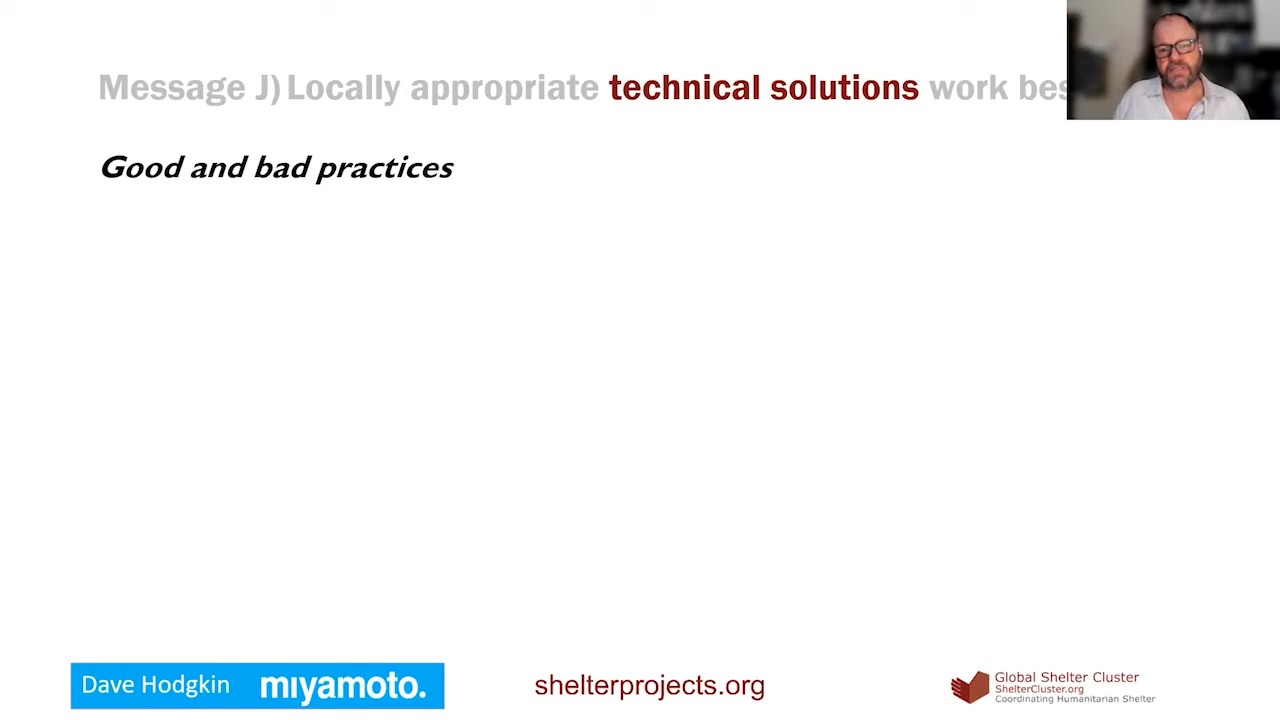 Message J) Locally appropriate technical solutions work bes
Good and bad practices
Dave Hodgkin miyamoto.
shelterprojects.org
Global Shelter Cluster
ShelterCluster.org
Coordinating Humanitarian Shelter